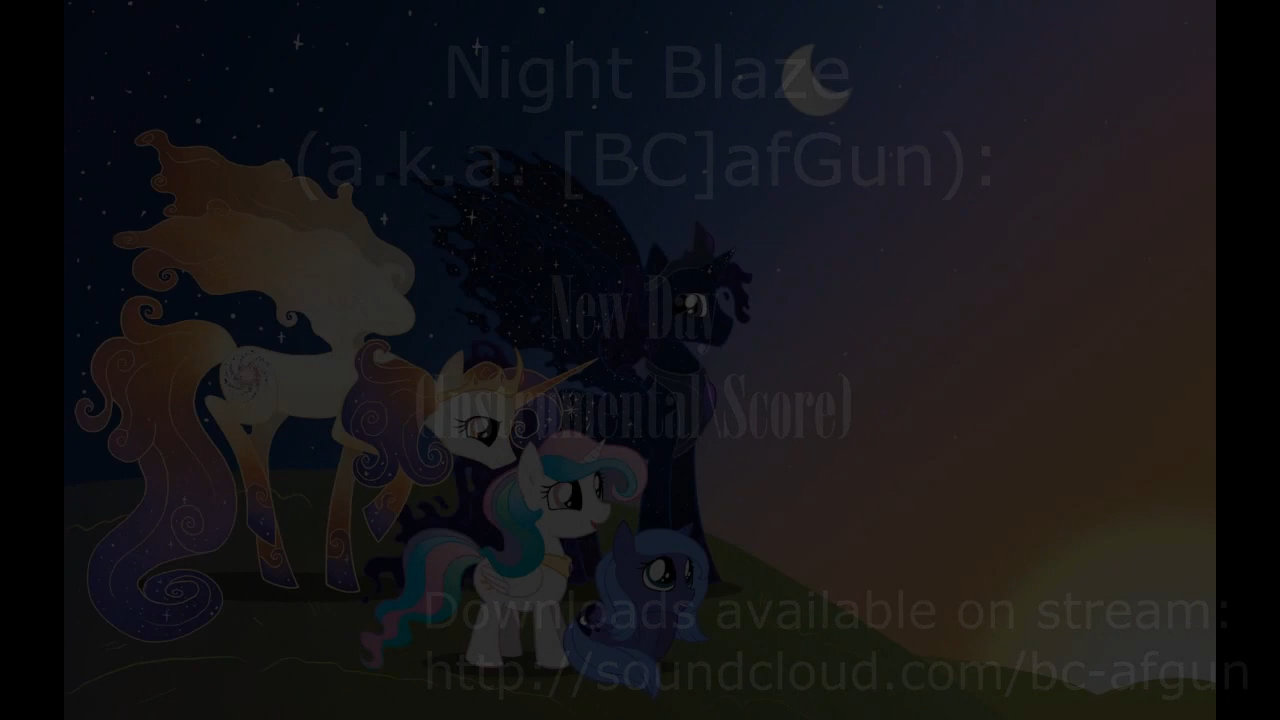 Night Blaze
(a.k.a. [BC]afGun):
New Day
(Instrumental Score)
Downloads available on stream:
http://soundcloud.com/bc-afgun